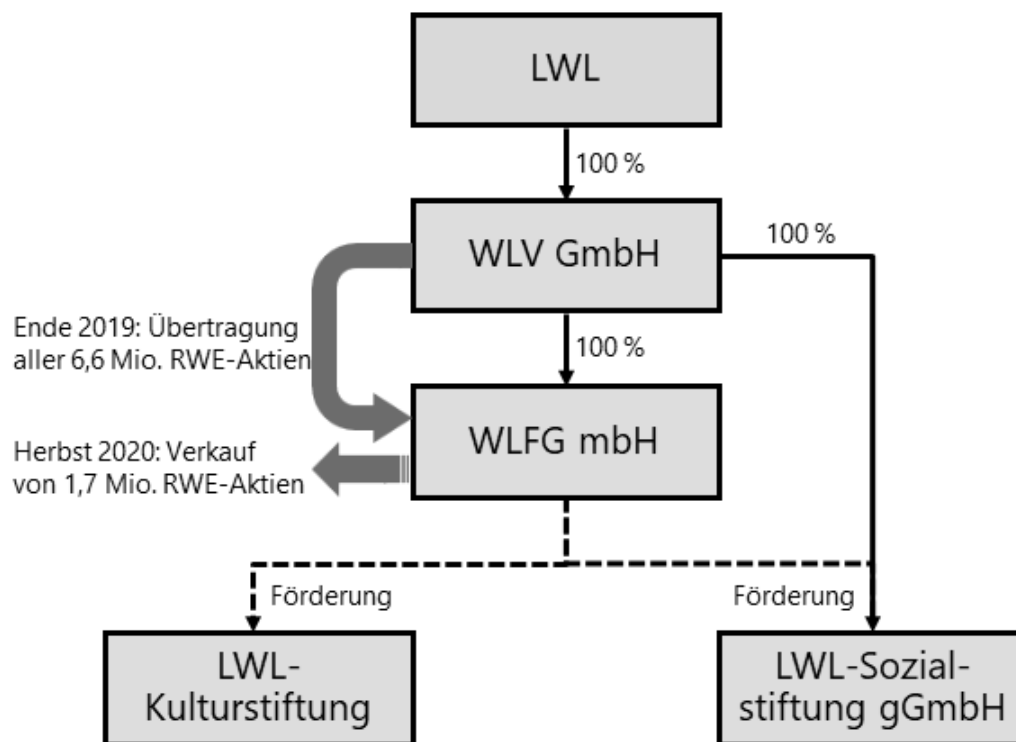 LWL
100 %
WLV GmbH
100 %
Ende 2019: Übertragung
aller 6,6 Mio. RWE-Aktien
100 %
WLFG mbH
Herbst 2020: Verkauf
von 1,7 Mio. RWE-Aktien
Förderung
Förderung
LWL-
Kulturstiftung
LWL-Sozial-
stiftung gGmbH